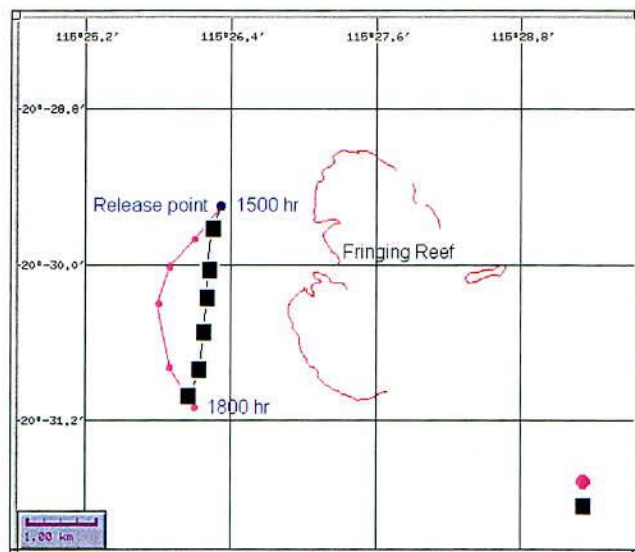 115°25,2' 115°26,4' 115°27,6' 115°28,8'
20°-28,8'
Release point 1500 hr
Fringing Reef
20°-30,0'
1800 hr
20°-31,2'
1.00 km